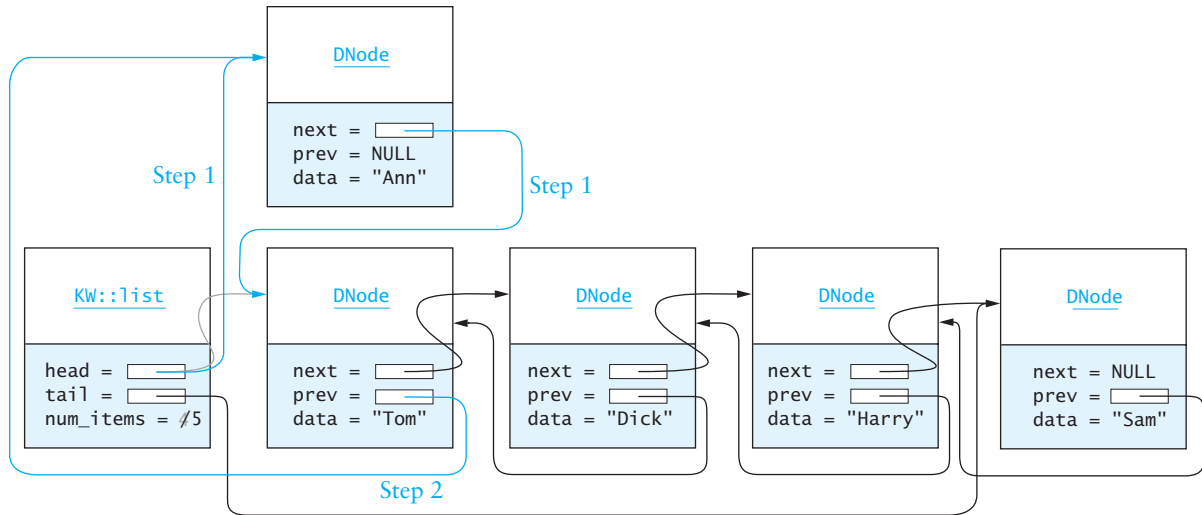 DNode
next =
prev = NULL
data = "Ann"
Step 1
Step 1
KW::list
head =
tail =
num_items = 4 5
DNode
next =
prev =
data = "Tom"
DNode
next =
prev =
data = "Dick"
DNode
next =
prev =
data = "Harry"
DNode
next = NULL
prev =
data = "Sam"
Step 2